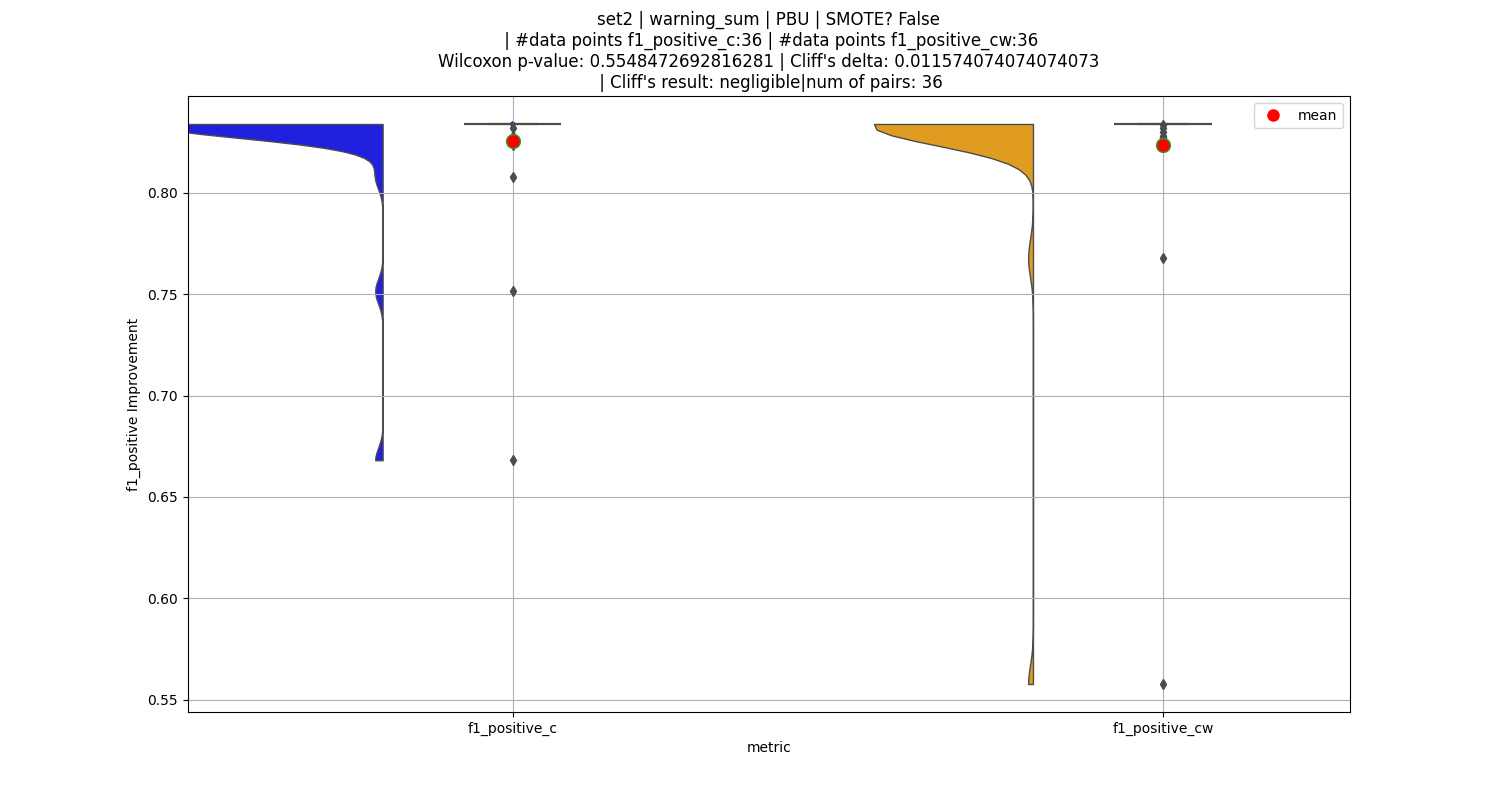 set2 | warning_sum | PBU | SMOTE? False
| #data points f1_positive_c:36 | #data points f1_positive_cw:36
Wilcoxon p-value: 0.5548472692816281 | Cliff's delta: 0.011574074074074073
| Cliff's result: negligible|num of pairs: 36
mean
0.80
0.75
0.70
0.65
0.60
0.55
f1_positive Improvement
f1_positive_c
f1_positive_cw
metric